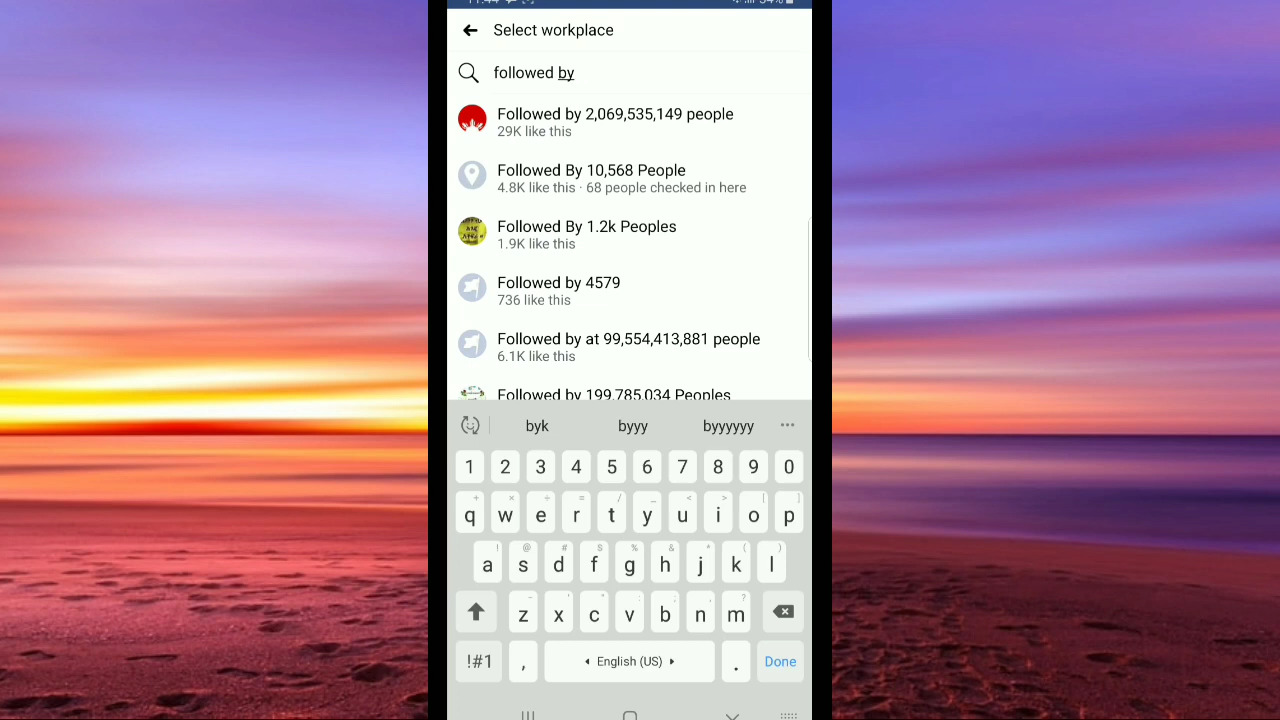 Select workplace
followed by
Followed by 2,069,535,149 people
29K like this
Followed By 10,568 People
4.8K like this · 68 people checked in here
Followed By 1.2k Peoples
1.9K like this
Followed by 4579
736 like this
Followed by at 99,554,413,881 people
6.1K like this
Followed by 199,785,034 Peoples
byk byyy byyyyyy ...
1 2 3 4 5 6 7 8 9 0
q w e r t y u i o p
a s d f g h j k l
z x c v b n m
!#1 , English (US) . Done